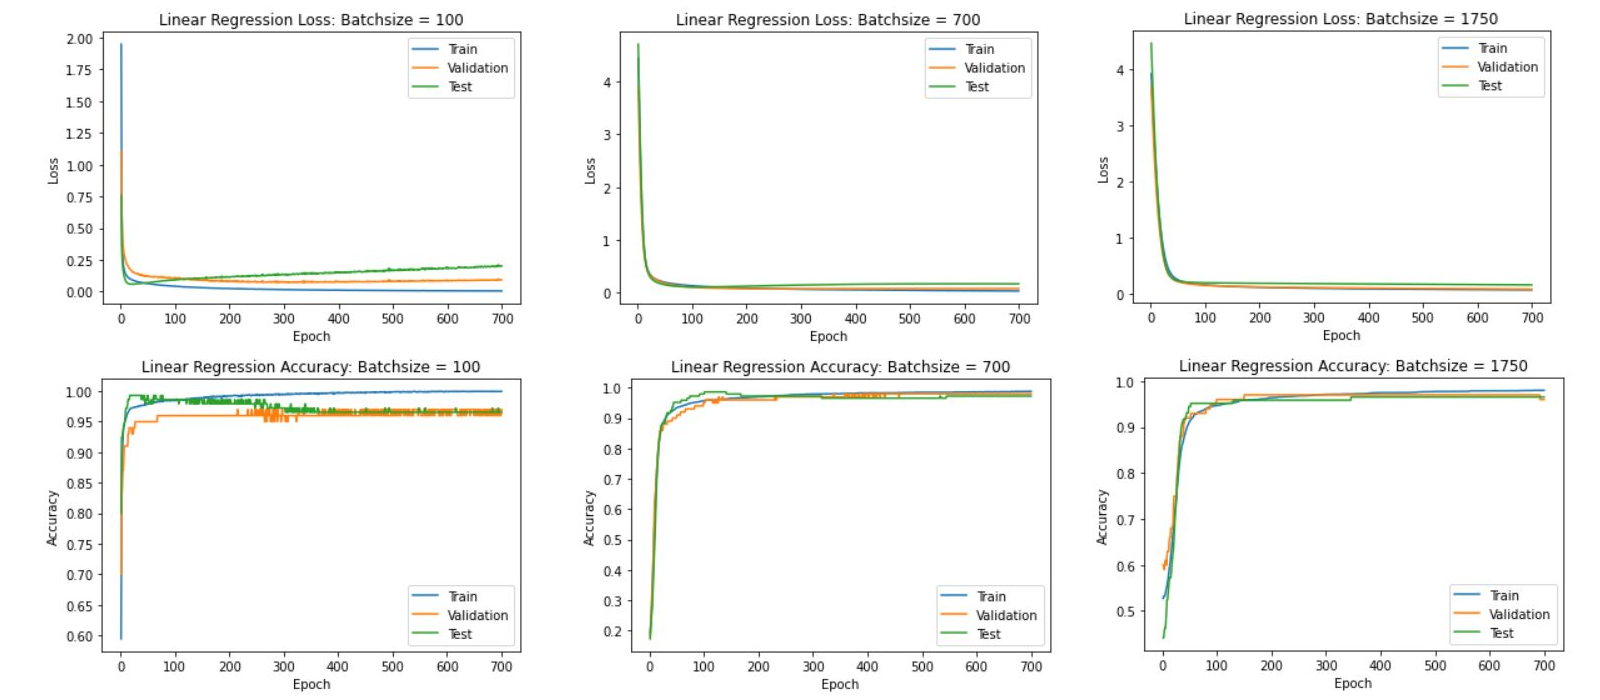 Linear Regression Loss: Batchsize = 100
2.00
1.75
1.50
1.25
1.00
0.75
0.50
0.25
0.00
Loss
Train
Validation
Test
0 100 200 300 400 500 600 700
Epoch
Linear Regression Loss: Batchsize = 700
4
3
2
1
0
Loss
Train
Validation
Test
0 100 200 300 400 500 600 700
Epoch
Linear Regression Loss: Batchsize = 1750
4
3
2
1
0
Loss
Train
Validation
Test
0 100 200 300 400 500 600 700
Epoch
Linear Regression Accuracy: Batchsize = 100
1.00
0.95
0.90
0.85
0.80
0.75
0.70
0.65
0.60
Accuracy
Train
Validation
Test
0 100 200 300 400 500 600 700
Epoch
Linear Regression Accuracy: Batchsize = 700
1.0
0.9
0.8
0.7
0.6
0.5
0.4
0.3
0.2
Accuracy
Train
Validation
Test
0 100 200 300 400 500 600 700
Epoch
Linear Regression Accuracy: Batchsize = 1750
1.0
0.9
0.8
0.7
0.6
0.5
Accuracy
Train
Validation
Test
0 100 200 300 400 500 600 700
Epoch